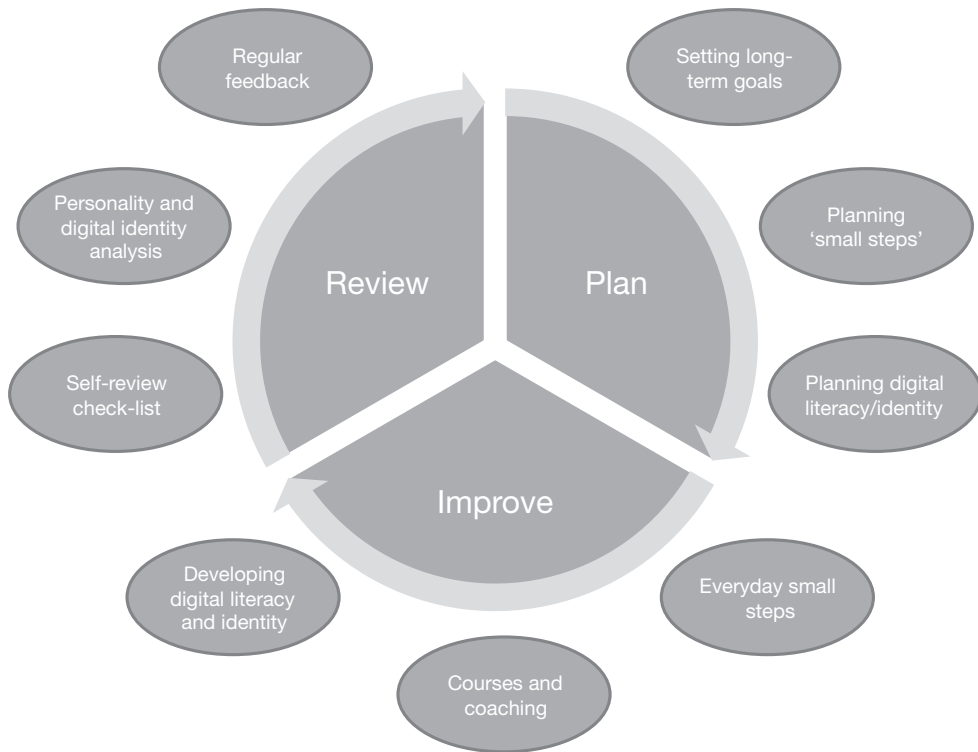 Regular
feedback
Setting long-
term goals
Personality and
digital identity
analysis
Planning
‘small steps’
Review
Plan
Self-review
check-list
Planning digital
literacy/identity
Improve
Developing
digital literacy
and identity
Everyday small
steps
Courses and
coaching